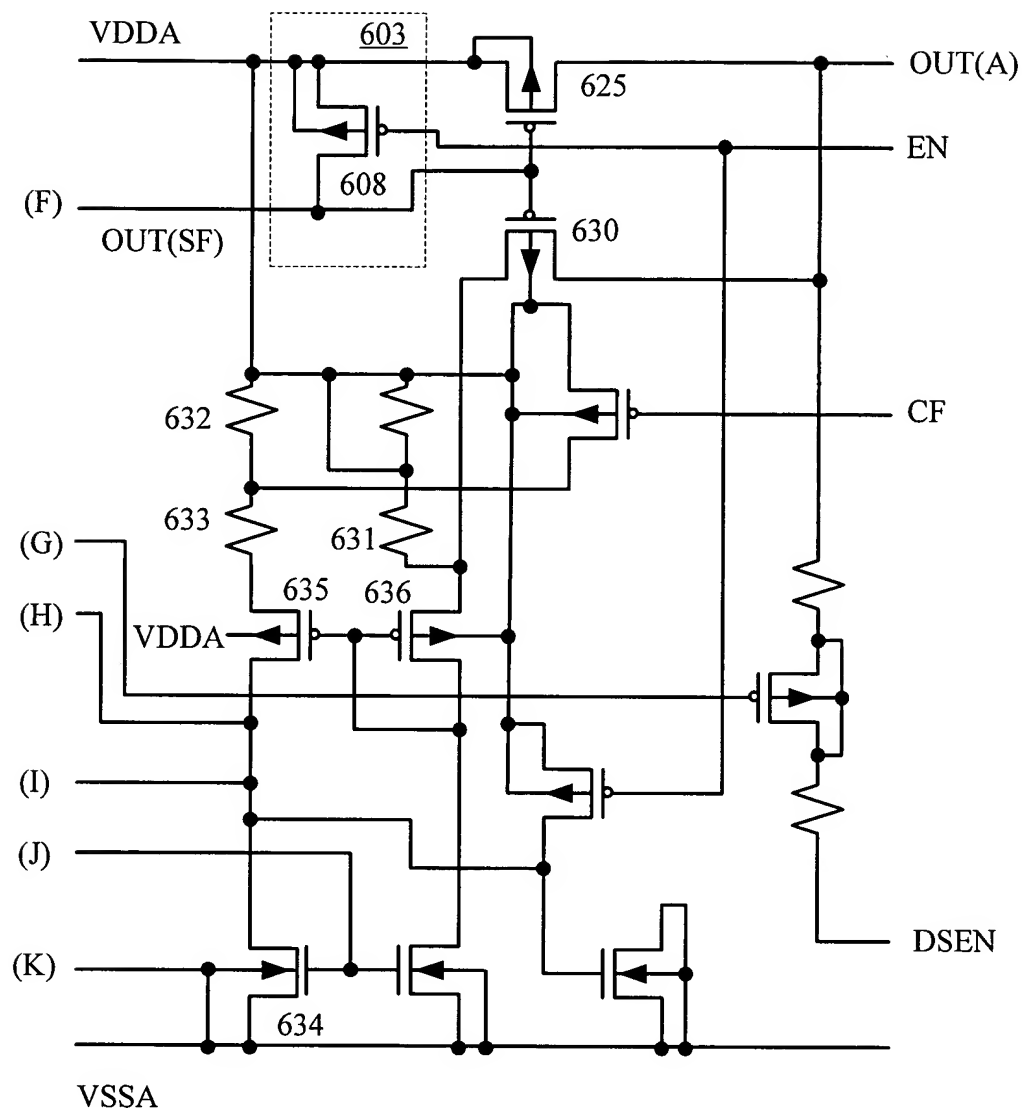 VDDA
603
OUT(A)
625
EN
608
(F)
OUT(SF)
630
632
CF
633
631
(G)
635
636
(H)
VDDA
(I)
(J)
DSEN
(K)
634
VSSA